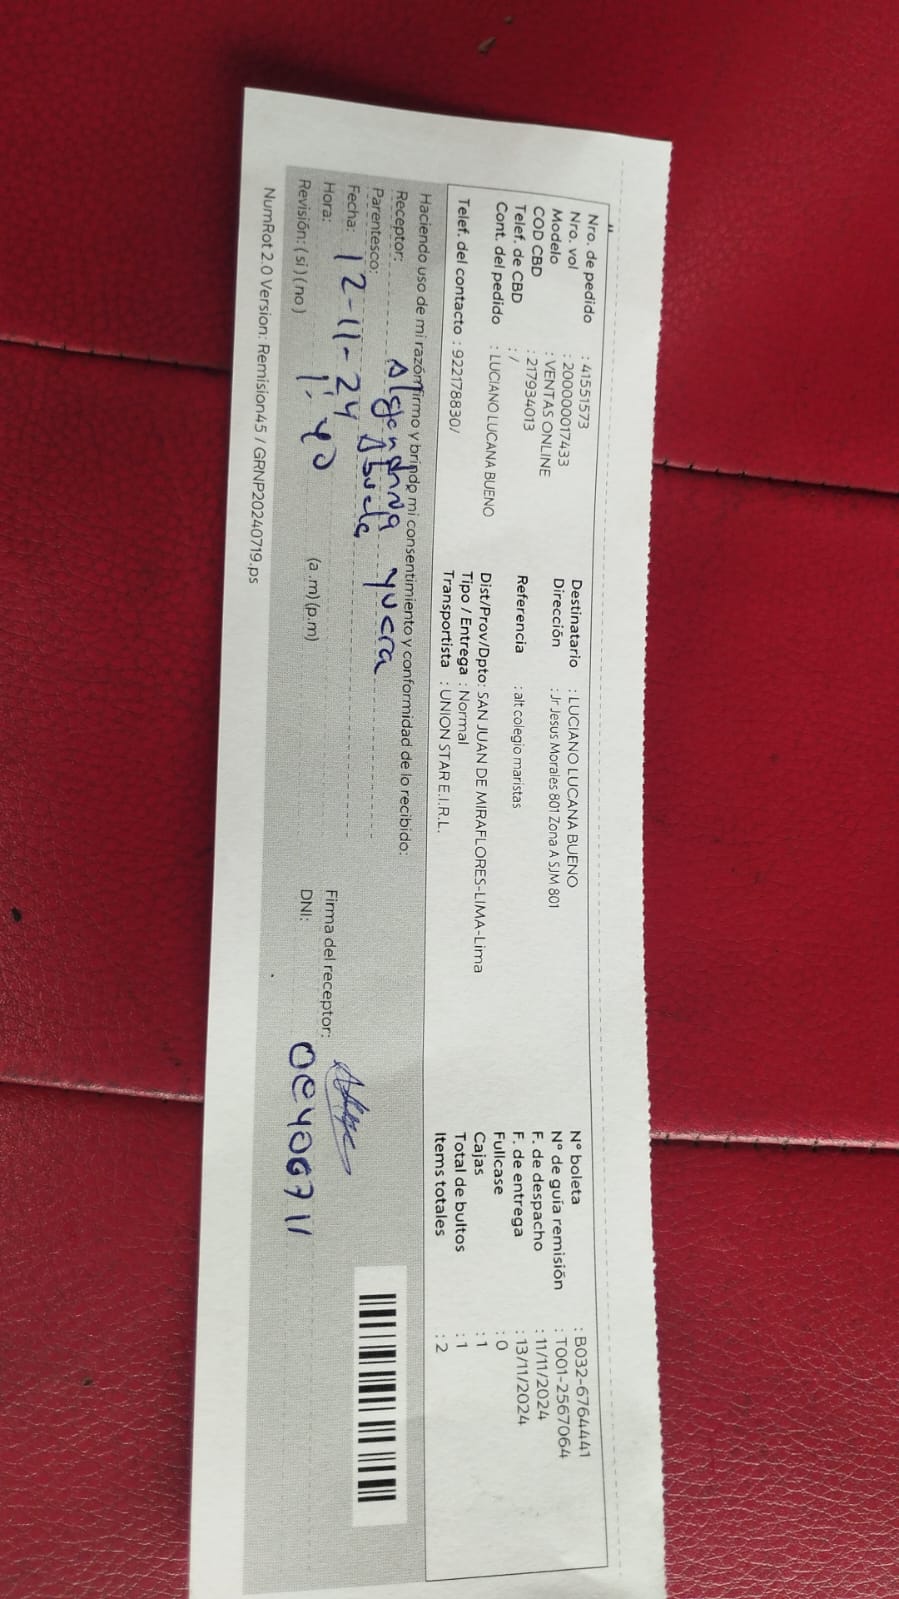 Nro. de pedido : 41551573
Nro. vol : 200000017433
Modelo : VENTAS ONLINE
COD CBD : 217934013
Telef. de CBD : /
Cont. del pedido : LUCIANO LUCANA BUENO
Telef. del contacto : 922178830/
Destinatario : LUCIANO LUCANA BUENO
Dirección : Jr Jesus Morales 801 Zona A SJM 801
Referencia : alt colegio maristas
Dist/Prov/Dpto: SAN JUAN DE MIRAFLORES-LIMA-Lima
Tipo / Entrega : Normal
Transportista : UNION STAR E.I.R.L.
N° boleta : B032-6764441
N° de guía remisión : T001-2567064
F. de despacho : 11/11/2024
F. de entrega : 13/11/2024
Fullcase : 0
Cajas : 1
Total de bultos : 1
Items totales : 2
Haciendo uso de mi razón firmo y brindo mi consentimiento y conformidad de lo recibido:
Receptor: Alejandrina Yucra
Parentesco: Abuela
Fecha: 12-11-24
Hora: 1:40 (a .m) (p.m)
Revisión: ( si ) ( no )
Firma del receptor:
DNI:
NumRot 2.0 Version: Remision45 / GRNP20240719.ps